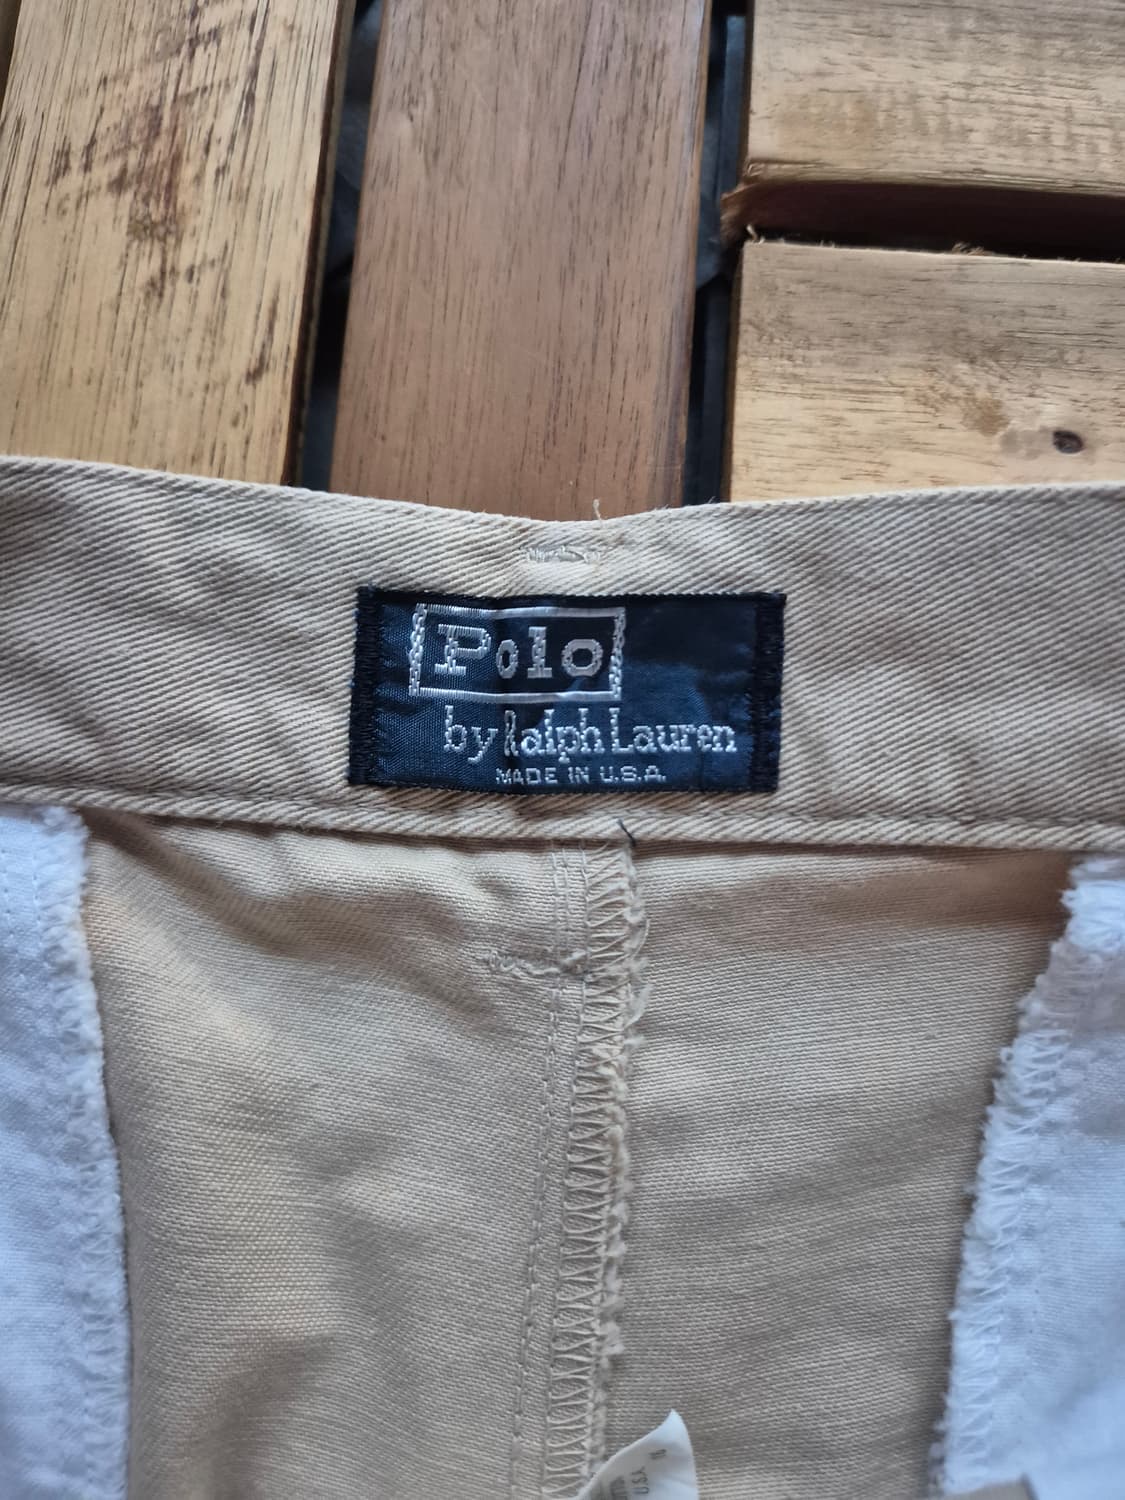 Polo
by Ralph Lauren
MADE IN U.S.A.
U.S.A.